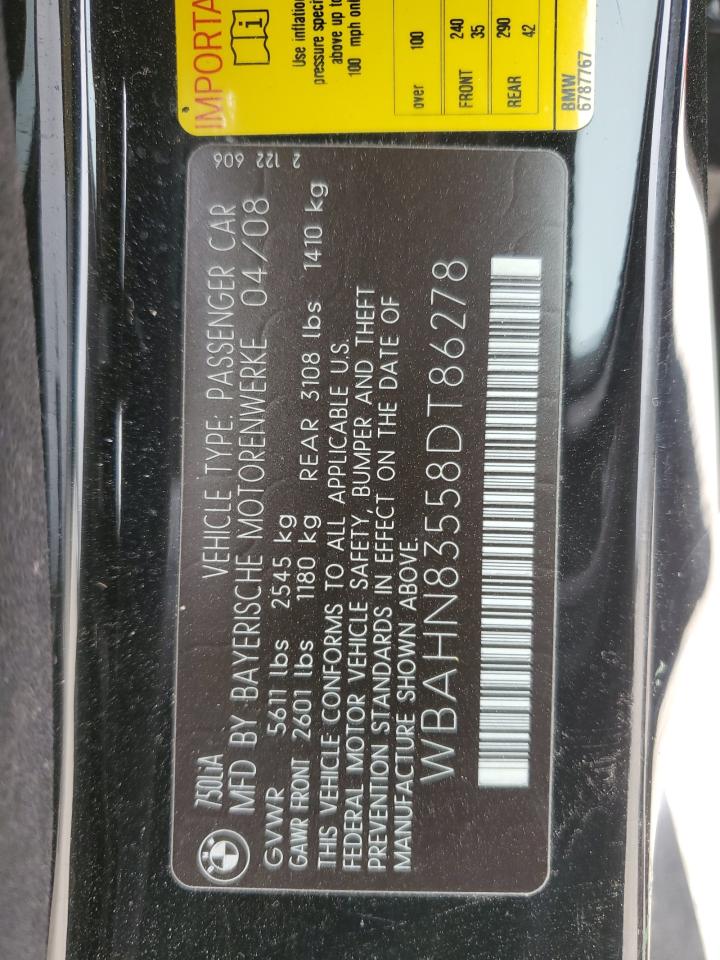 IMPORTA
i
Use inflation
pressure speci
above up to
100 mph onl
over 100
FRONT 240 35
REAR 290 42
BMW
6787767
750LiA VEHICLE TYPE: PASSENGER CAR
MFD BY BAYERISCHE MOTORENWERKE 04/08
GVWR 5611 lbs 2545 kg
GAWR FRONT 2601 lbs 1180 kg REAR 3108 lbs 1410 kg
THIS VEHICLE CONFORMS TO ALL APPLICABLE U.S.
FEDERAL MOTOR VEHICLE SAFETY, BUMPER AND THEFT
PREVENTION STANDARDS IN EFFECT ON THE DATE OF
MANUFACTURE SHOWN ABOVE.
WBAHN83558DT86278
2 122 606